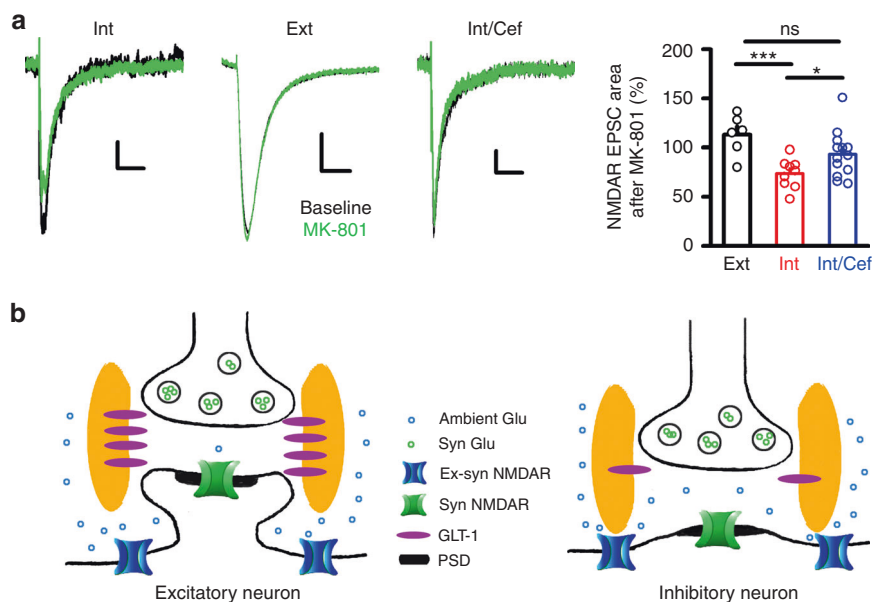 a
Int
Ext
Int/Cef
Baseline
MK-801
NMDAR EPSC area
after MK-801 (%)
200
150
100
50
0
ns
***
*
Ext
Int
Int/Cef
b
Ambient Glu
Syn Glu
Ex-syn NMDAR
Syn NMDAR
GLT-1
PSD
Excitatory neuron
Inhibitory neuron